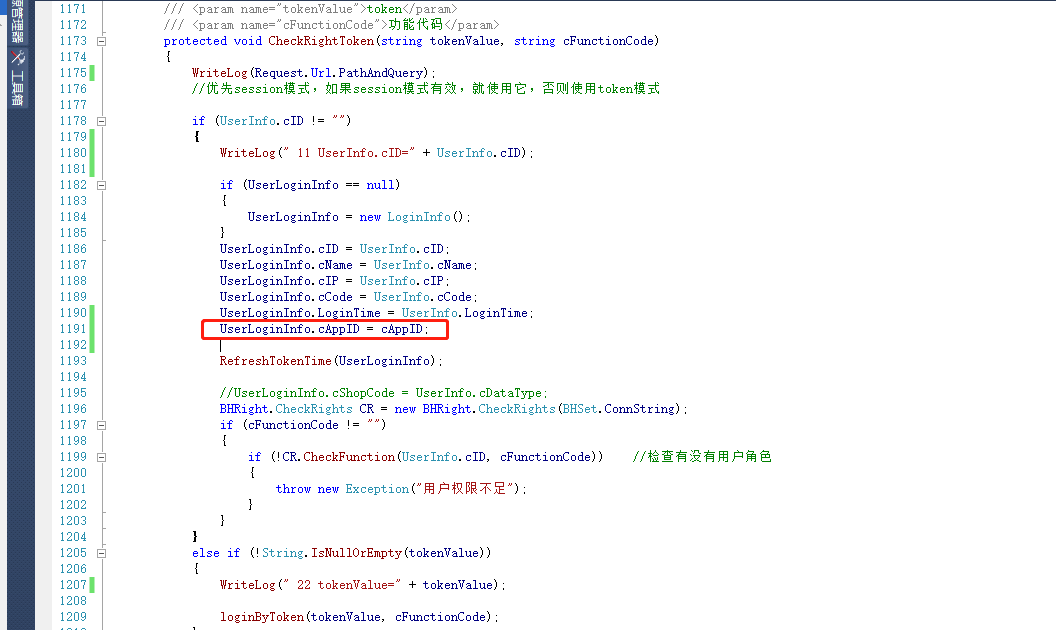 源管理器
工具箱
1171 /// <param name="tokenValue">token</param>
1172 /// <param name="cFunctionCode">功能代码</param>
1173 protected void CheckRightToken(string tokenValue, string cFunctionCode)
1174 {
1175 WriteLog(Request.Url.PathAndQuery);
1176 //优先session模式，如果session模式有效，就使用它，否则使用token模式
1177
1178 if (UserInfo.cID != "")
1179 {
1180 WriteLog(" 11 UserInfo.cID=" + UserInfo.cID);
1181
1182 if (UserLoginInfo == null)
1183 {
1184 UserLoginInfo = new LoginInfo();
1185 }
1186 UserLoginInfo.cID = UserInfo.cID;
1187 UserLoginInfo.cName = UserInfo.cName;
1188 UserLoginInfo.cIP = UserInfo.cIP;
1189 UserLoginInfo.cCode = UserInfo.cCode;
1190 UserLoginInfo.LoginTime = UserInfo.LoginTime;
1191 UserLoginInfo.cAppID = cAppID;
1192
1193 RefreshTokenTime(UserLoginInfo);
1194
1195 //UserLoginInfo.cShopCode = UserInfo.cDataType;
1196 BHRight.CheckRights CR = new BHRight.CheckRights(BHSet.ConnString);
1197 if (cFunctionCode != "")
1198 {
1199 if (!CR.CheckFunction(UserInfo.cID, cFunctionCode)) //检查有没有用户角色
1200 {
1201 throw new Exception("用户权限不足");
1202 }
1203 }
1204 }
1205 else if (!String.IsNullOrEmpty(tokenValue))
1206 {
1207 WriteLog(" 22 tokenValue=" + tokenValue);
1208
1209 loginByToken(tokenValue, cFunctionCode);